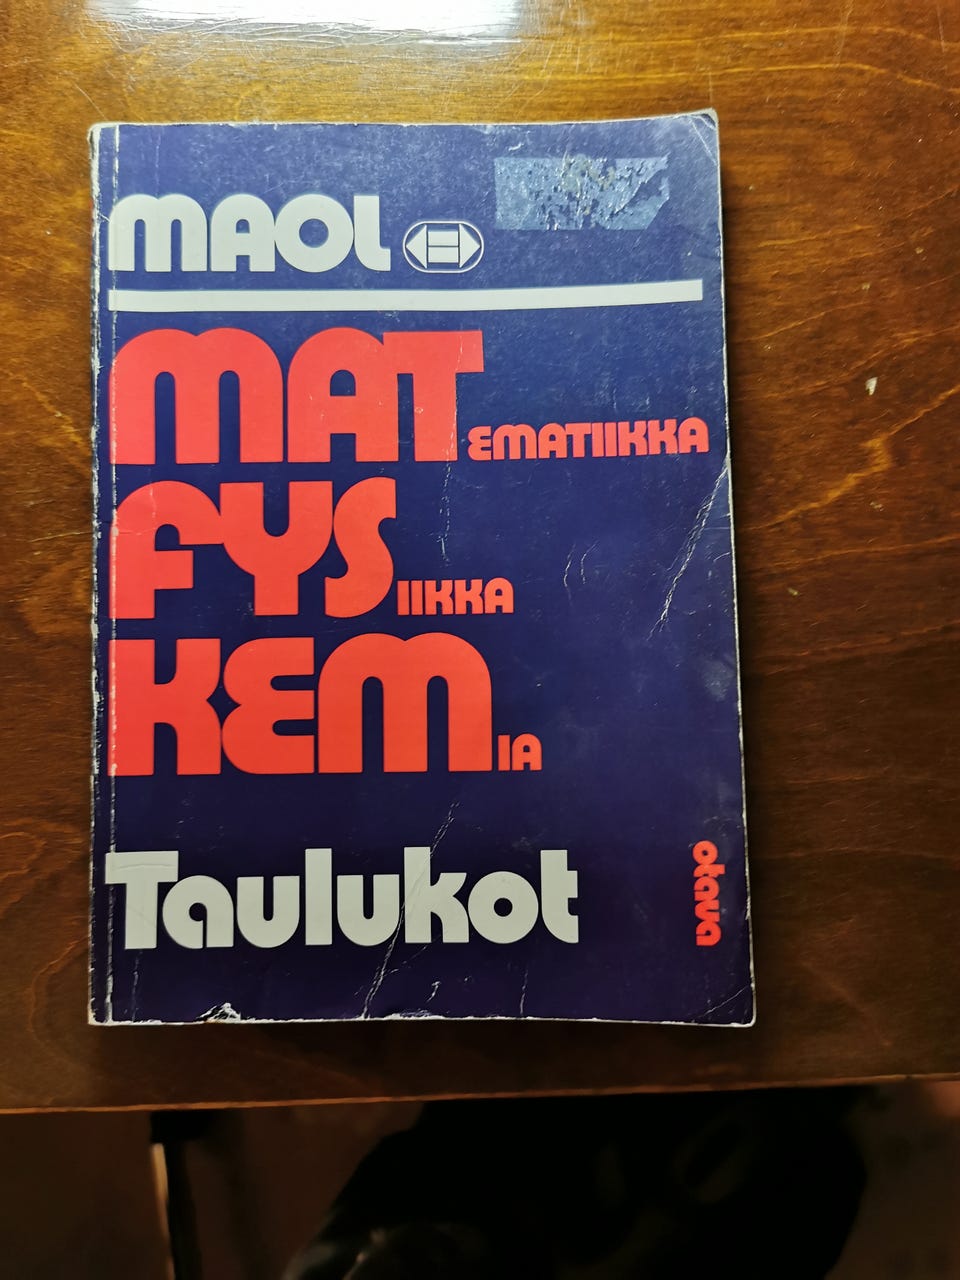 MAOL
MATEMATIIKKA
FYSIIKKA
KEMIA
Taulukot
otava